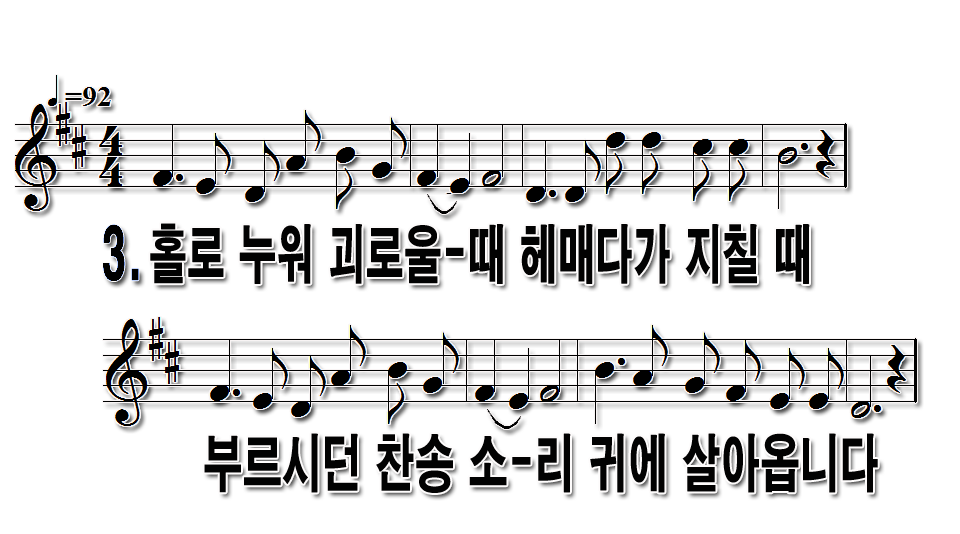 ♩=92
4/4
3. 홀로 누워 괴로울-때 헤매다가 지칠 때
부르시던 찬송 소-리 귀에 살아옵니다